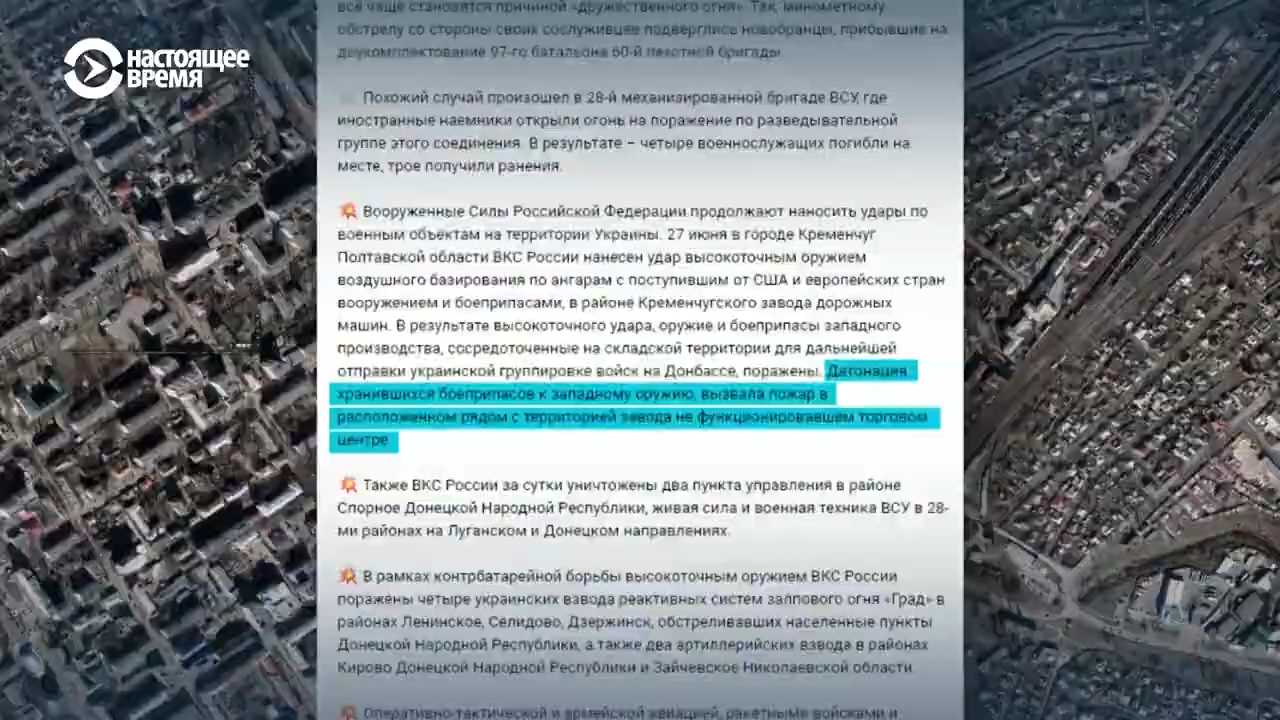 НАСТОЯЩЕЕ
ВРЕМЯ
все чаще становятся причиной «дружественного огня». Так, минометному
обстрелу со стороны своих сослуживцев подверглись новобранцы, прибывшие на
доукомплектование 97-го батальона 60-й пехотной бригады.
Похожий случай произошел в 28-й механизированной бригаде ВСУ, где
иностранные наемники открыли огонь на поражение по разведывательной
группе этого соединения. В результате – четыре военнослужащих погибли на
месте, трое получили ранения.
Вооруженные Силы Российской Федерации продолжают наносить удары по
военным объектам на территории Украины. 27 июня в городе Кременчуг
Полтавской области ВКС России нанесен удар высокоточным оружием
воздушного базирования по ангарам с поступившим от США и европейских стран
вооружением и боеприпасами, в районе Кременчугского завода дорожных
машин. В результате высокоточного удара, оружие и боеприпасы западного
производства, сосредоточенные на складской территории для дальнейшей
отправки украинской группировке войск на Донбассе, поражены. Детонация
хранившихся боеприпасов к западному оружию, вызвала пожар в
расположенном рядом с территорией завода не функционировавшем торговом
центре
Также ВКС России за сутки уничтожены два пункта управления в районе
Спорное Донецкой Народной Республики, живая сила и военная техника ВСУ в 28-
ми районах на Луганском и Донецком направлениях.
В рамках контрбатарейной борьбы высокоточным оружием ВКС России
поражены четыре украинских взвода реактивных систем залпового огня «Град» в
районах Ленинское, Селидово, Дзержинск, обстреливавших населенные пункты
Донецкой Народной Республики, а также два артиллерийских взвода в районах
Кирово Донецкой Народной Республики и Зайчевское Николаевской области.
Оперативно-тактической и армейской авиацией, ракетными войсками и